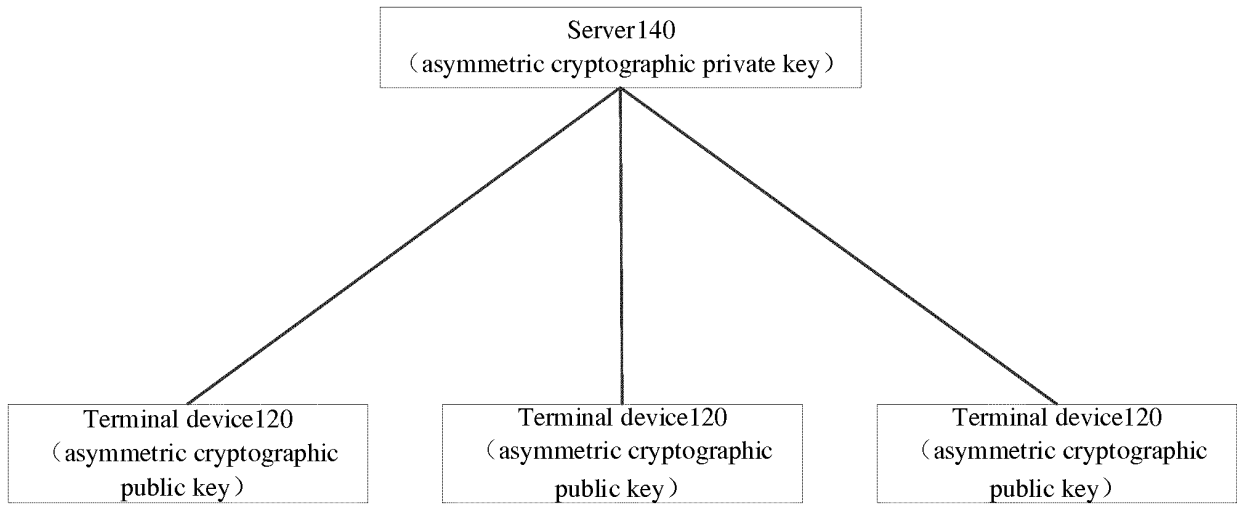 Server140
（asymmetric cryptographic private key）
Terminal device120
（asymmetric cryptographic
public key）
Terminal device120
（asymmetric cryptographic
public key）
Terminal device120
（asymmetric cryptographic
public key）